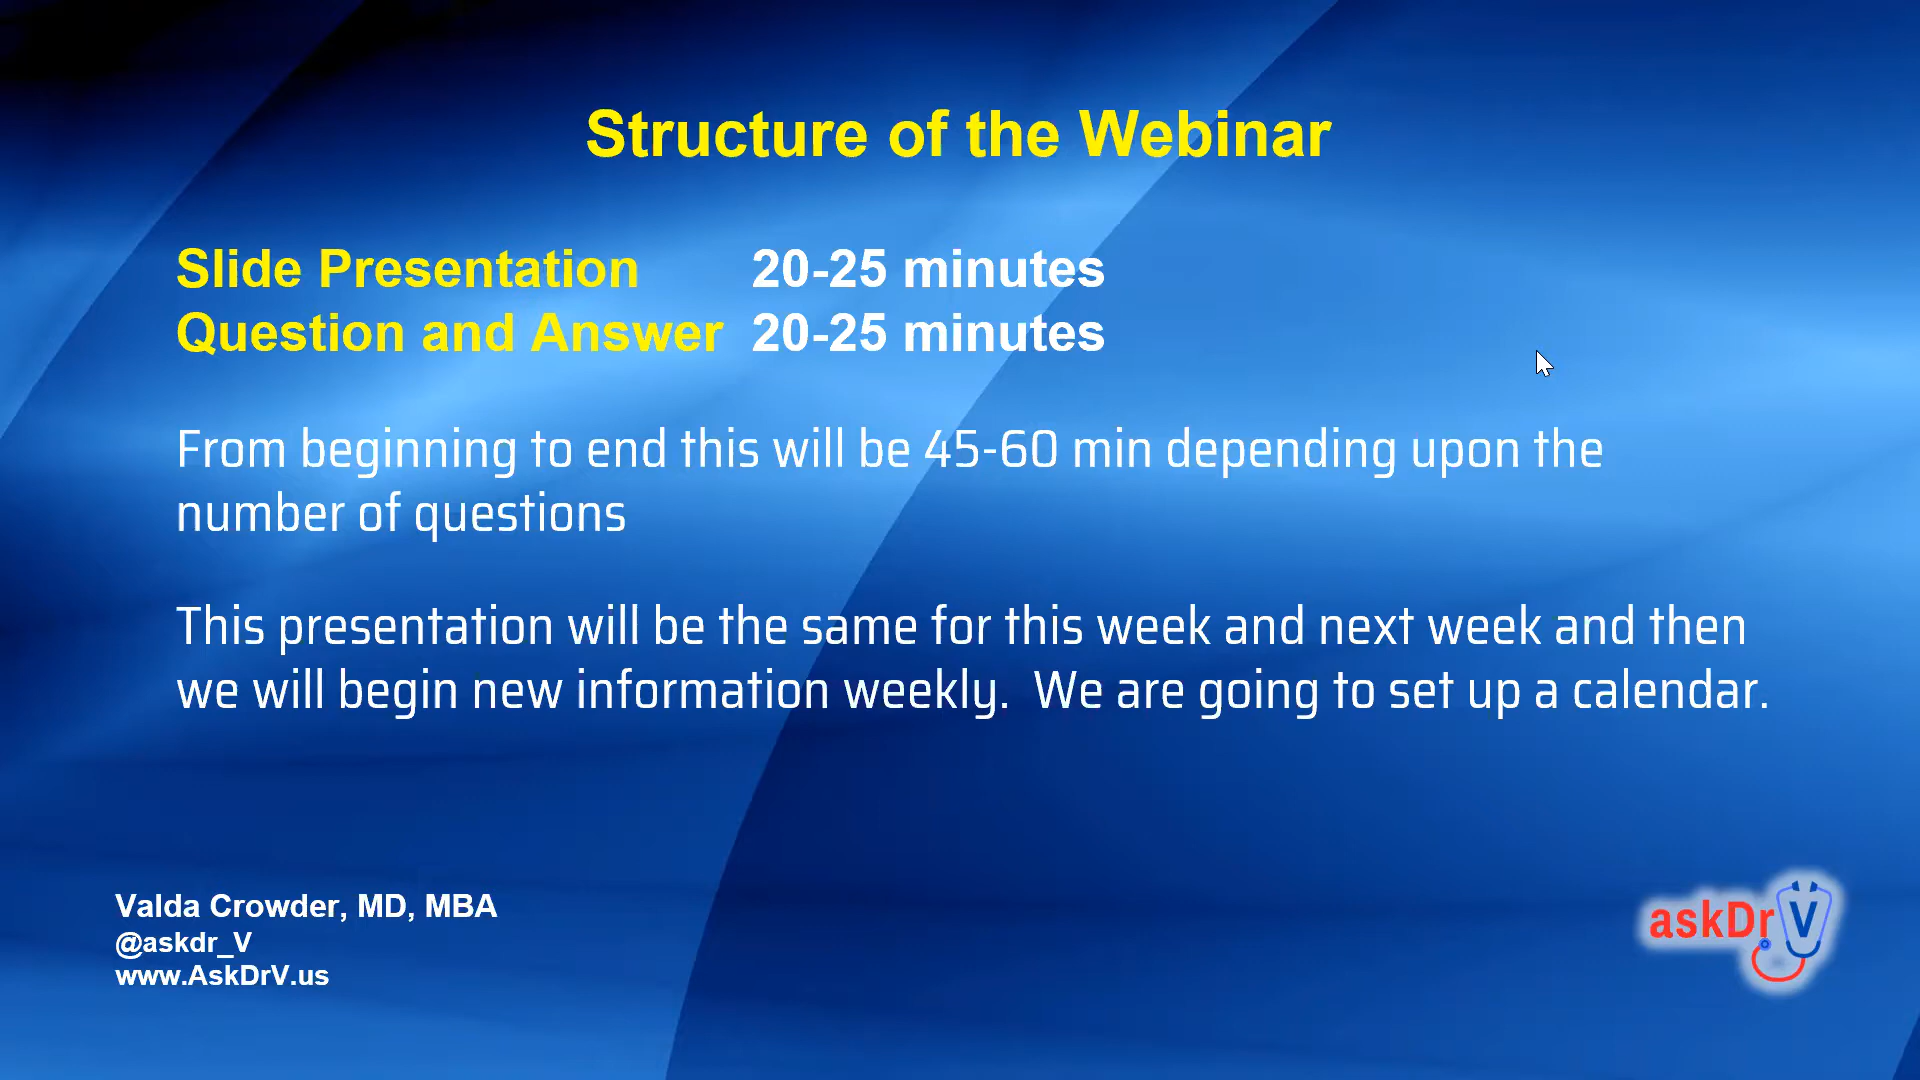 Structure of the Webinar
Slide Presentation 20-25 minutes
Question and Answer 20-25 minutes
From beginning to end this will be 45-60 min depending upon the
number of questions
This presentation will be the same for this week and next week and then
we will begin new information weekly. We are going to set up a calendar.
Valda Crowder, MD, MBA
@askdr_V
www.AskDrV.us
askDr V